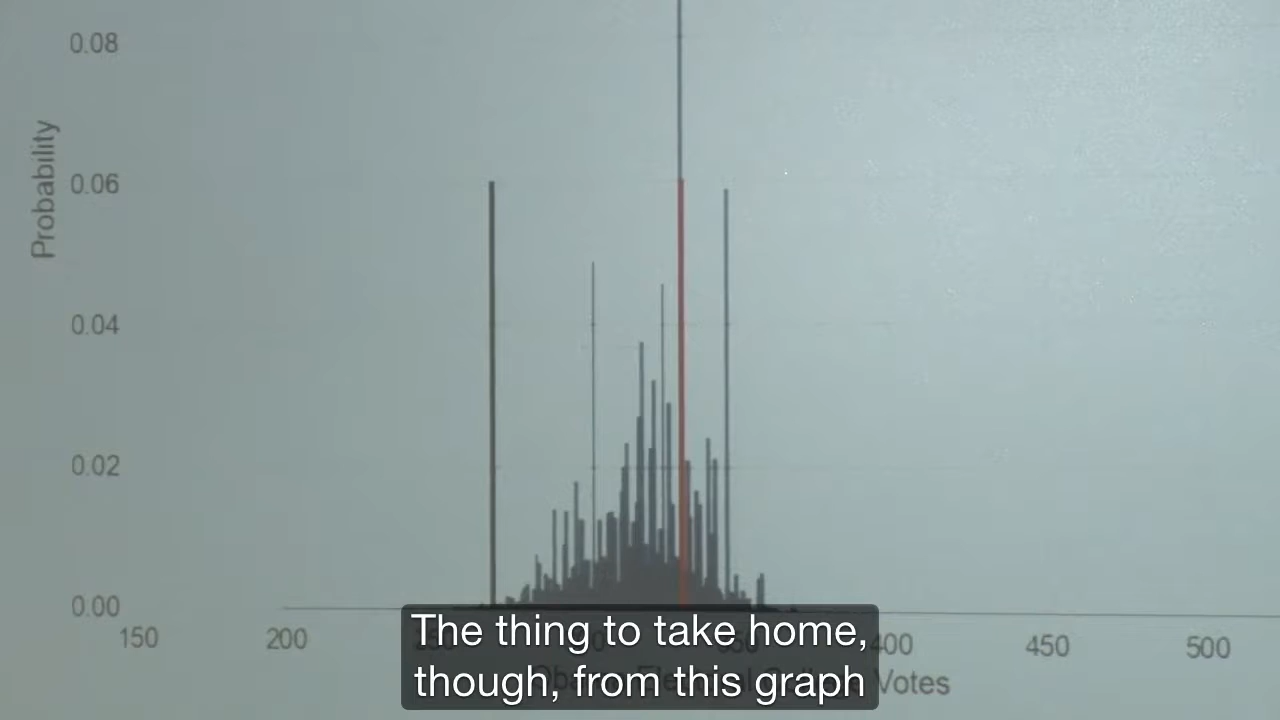 0.08
Probability
0.06
0.04
0.02
0.00
150 200 400 450 500
Votes
The thing to take home,
though, from this graph